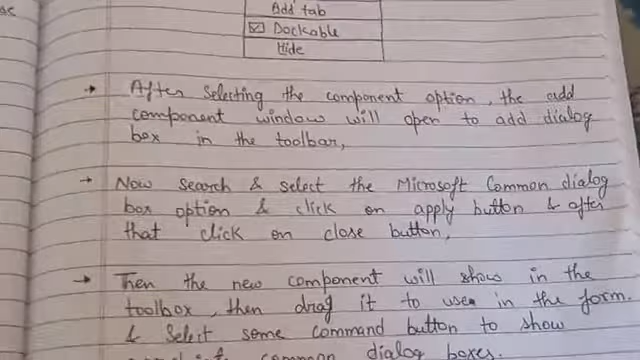 Add tab
Dockable
Hide
→ After selecting the component option, the add
component window will open to add dialog
box in the toolbar,
→ Now search & select the Microsoft Common dialog
box option & click on apply button & after
that click on close button,
→ Then the new component will show in the
toolbox, then drag it to use in the form.
& Select some command button to show
common dialog boxes.